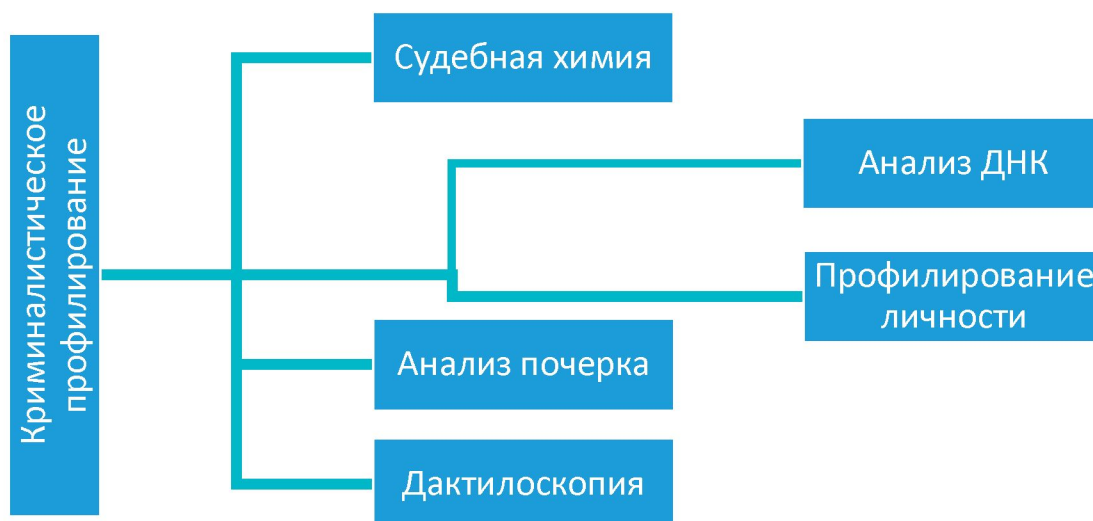 Криминалистическое
профилирование
Судебная химия
Анализ ДНК
Профилирование
личности
Анализ почерка
Дактилоскопия